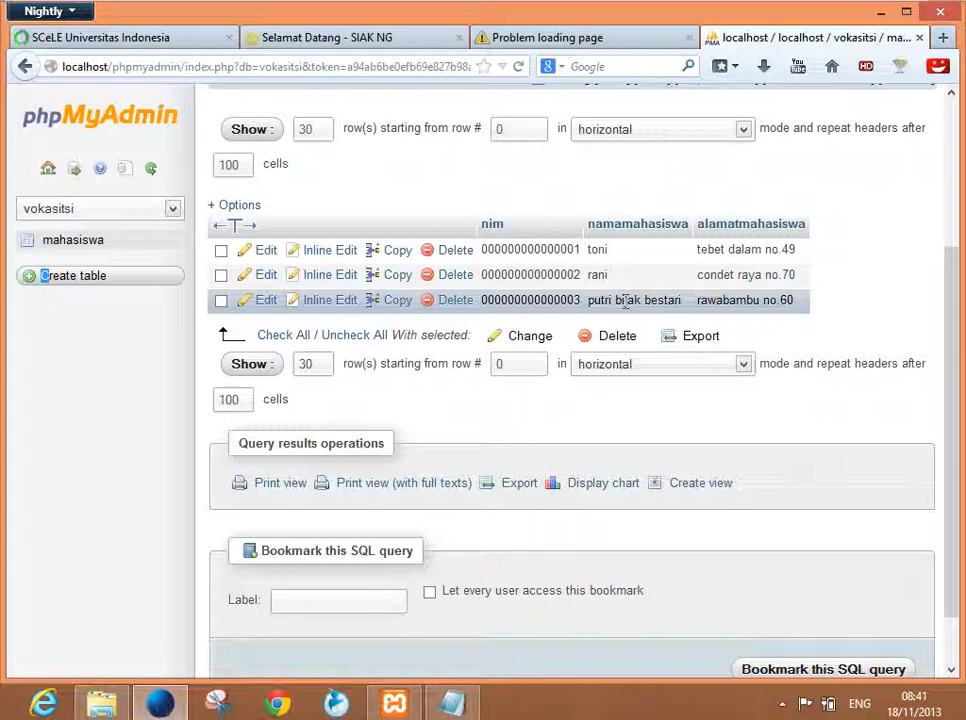 Nightly
SCeLE Universitas Indonesia
Selamat Datang - SIAK NG
Problem loading page
PMA localhost / localhost / vokasitsi / ma...
localhost/phpmyadmin/index.php?db=vokasitsi&token=a94ab6be0efb69e827b98
Google
You Tube
HD
phpMyAdmin
vokasitsi
mahasiswa
Create table
Show : 30 row(s) starting from row # 0 in horizontal mode and repeat headers after
100 cells
+ Options
nim namamahasiswa alamatmahasiswa
Edit Inline Edit Copy Delete 000000000000001 toni tebet dalam no.49
Edit Inline Edit Copy Delete 000000000000002 rani condet raya no.70
Edit Inline Edit Copy Delete 000000000000003 putri bijak bestari rawabambu no.60
Check All / Uncheck All With selected: Change Delete Export
Show : 30 row(s) starting from row # 0 in horizontal mode and repeat headers after
100 cells
Query results operations
Print view Print view (with full texts) Export Display chart Create view
Bookmark this SQL query
Label: Let every user access this bookmark
Bookmark this SQL query
ENG
08:41
18/11/2013